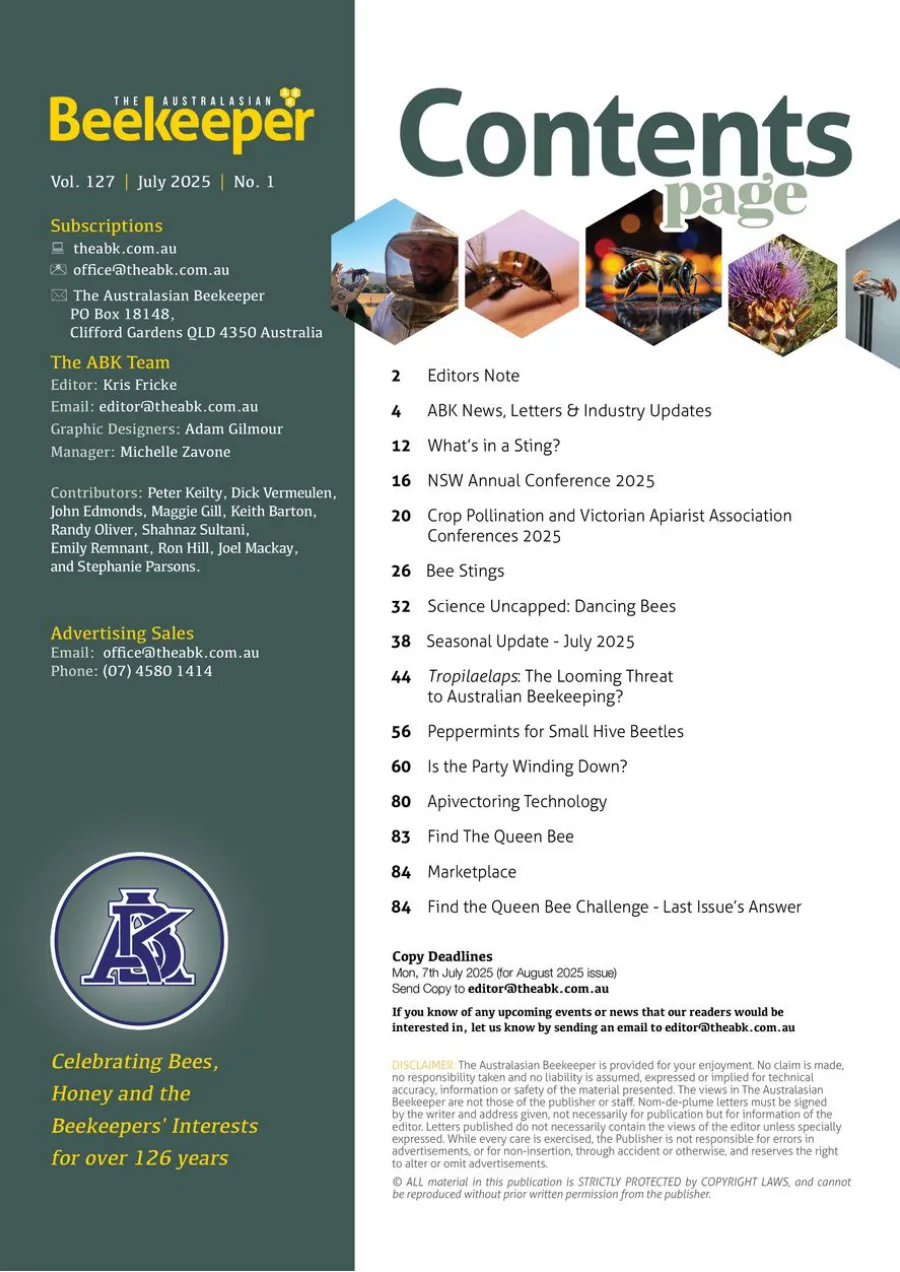 THE AUSTRALASIAN
ABK
Beekeeper
Vol. 127 | July 2025 | No. 1
Subscriptions
theabk.com.au
office@theabk.com.au
The Australasian Beekeeper
PO Box 18148,
Clifford Gardens QLD 4350 Australia
The ABK Team
Editor: Kris Fricke
Email: editor@theabk.com.au
Graphic Designers: Adam Gilmour
Manager: Michelle Zavone
Contributors: Peter Keilty, Dick Vermeulen,
John Edmonds, Maggie Gill, Keith Barton,
Randy Oliver, Shahnaz Sultani,
Emily Remnant, Ron Hill, Joel Mackay,
and Stephanie Parsons.
Advertising Sales
Email: office@theabk.com.au
Phone: (07) 4580 1414
ABK
Celebrating Bees,
Honey and the
Beekeepers' Interests
for over 126 years
Contents
page
2 Editors Note
4 ABK News, Letters & Industry Updates
12 What's in a Sting?
16 NSW Annual Conference 2025
20 Crop Pollination and Victorian Apiarist Association
Conferences 2025
26 Bee Stings
32 Science Uncapped: Dancing Bees
38 Seasonal Update - July 2025
44 Tropilaelaps: The Looming Threat
to Australian Beekeeping?
56 Peppermints for Small Hive Beetles
60 Is the Party Winding Down?
80 Apivectoring Technology
83 Find The Queen Bee
84 Marketplace
84 Find the Queen Bee Challenge - Last Issue's Answer
Copy Deadlines
Mon, 7th July 2025 (for August 2025 issue)
Send Copy to editor@theabk.com.au
If you know of any upcoming events or news that our readers would be
interested in, let us know by sending an email to editor@theabk.com.au
DISCLAIMER: The Australasian Beekeeper is provided for your enjoyment. No claim is made,
no responsibility taken and no liability is assumed, expressed or implied for technical
accuracy, information or safety of the material presented. The views in The Australasian
Beekeeper are not those of the publisher or staff. Nom-de-plume letters must be signed
by the writer and address given, not necessarily for publication but for information of the
editor. Letters published do not necessarily contain the views of the editor unless specially
expressed. While every care is exercised, the Publisher is not responsible for errors in
advertisements, or for non-insertion, through accident or otherwise, and reserves the right
to alter or omit advertisements.
© ALL material in this publication is STRICTLY PROTECTED by COPYRIGHT LAWS, and cannot
be reproduced without prior written permission from the publisher.